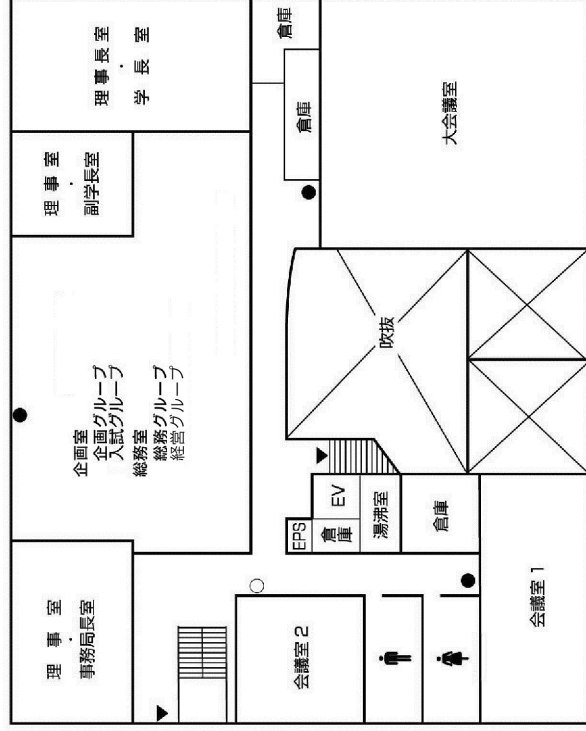 理事室
・
事務局長室
企画室
企画グループ
入試グループ
総務室
総務グループ
経営グループ
理事室
・
副学長室
理事長室
・
学長室
会議室 2
EPS
倉庫
EV
湯沸室
倉庫
吹抜
倉庫
倉庫
会議室 1
大会議室